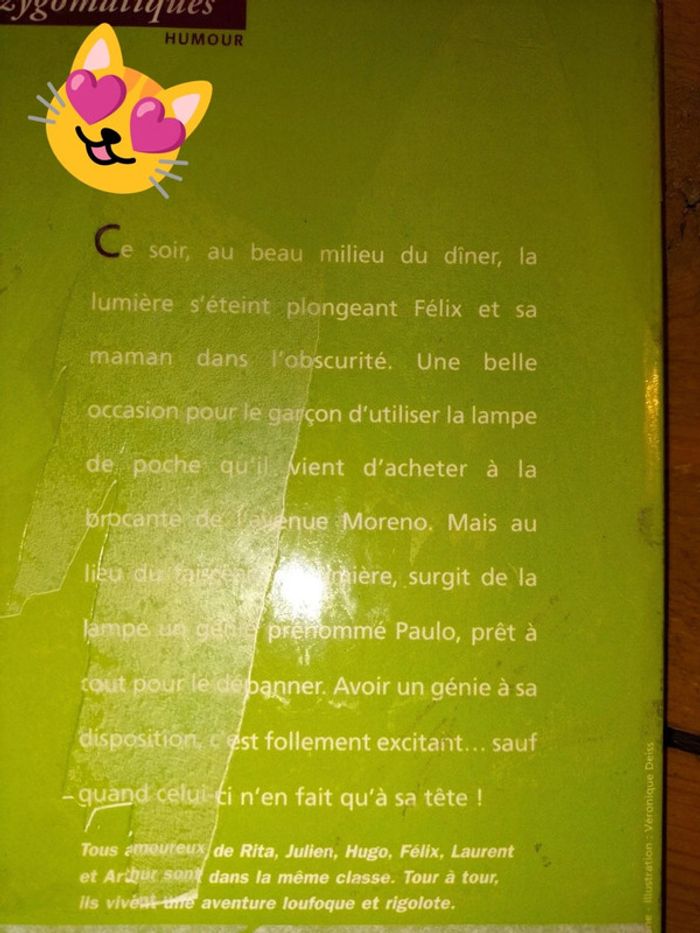 zygomatiques
HUMOUR
Ce soir, au beau milieu du dîner, la
lumière s'éteint plongeant Félix et sa
maman dans l'obscurité. Une belle
occasion pour le garçon d'utiliser la lampe
de poche qu'il vient d'acheter à la
brocante de l'avenue Moreno. Mais au
lieu du faisceau lumière, surgit de la
lampe un génie prénommé Paulo, prêt à
tout pour le dépanner. Avoir un génie à sa
disposition, c'est follement excitant... sauf
quand celui-ci n'en fait qu'à sa tête !
Tous amoureux de Rita, Julien, Hugo, Félix, Laurent
et Arthur sont dans la même classe. Tour à tour,
ils vivent une aventure loufoque et rigolote.
Illustration : Véronique Deiss